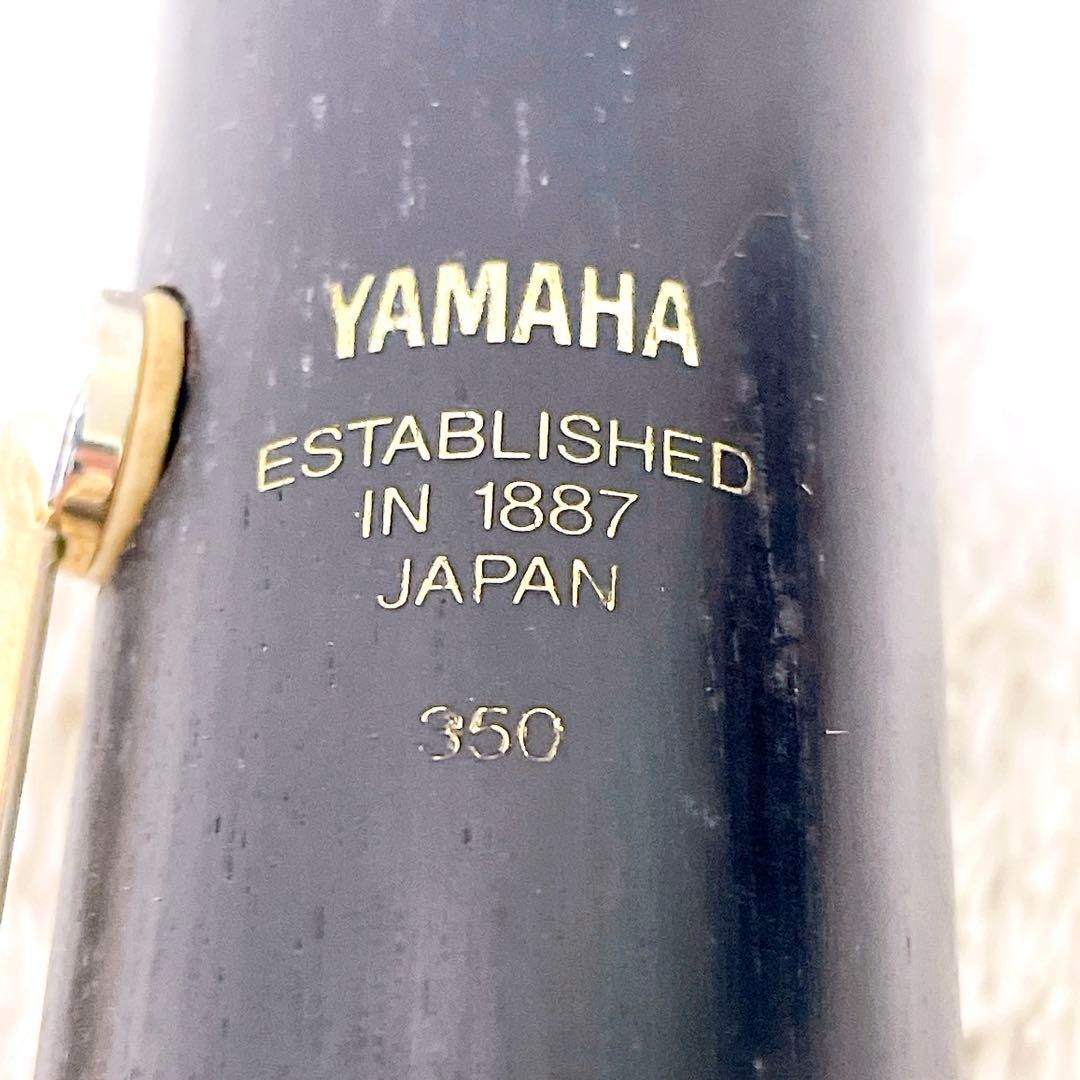 YAMAHA
ESTABLISHED
IN 1887
JAPAN
350